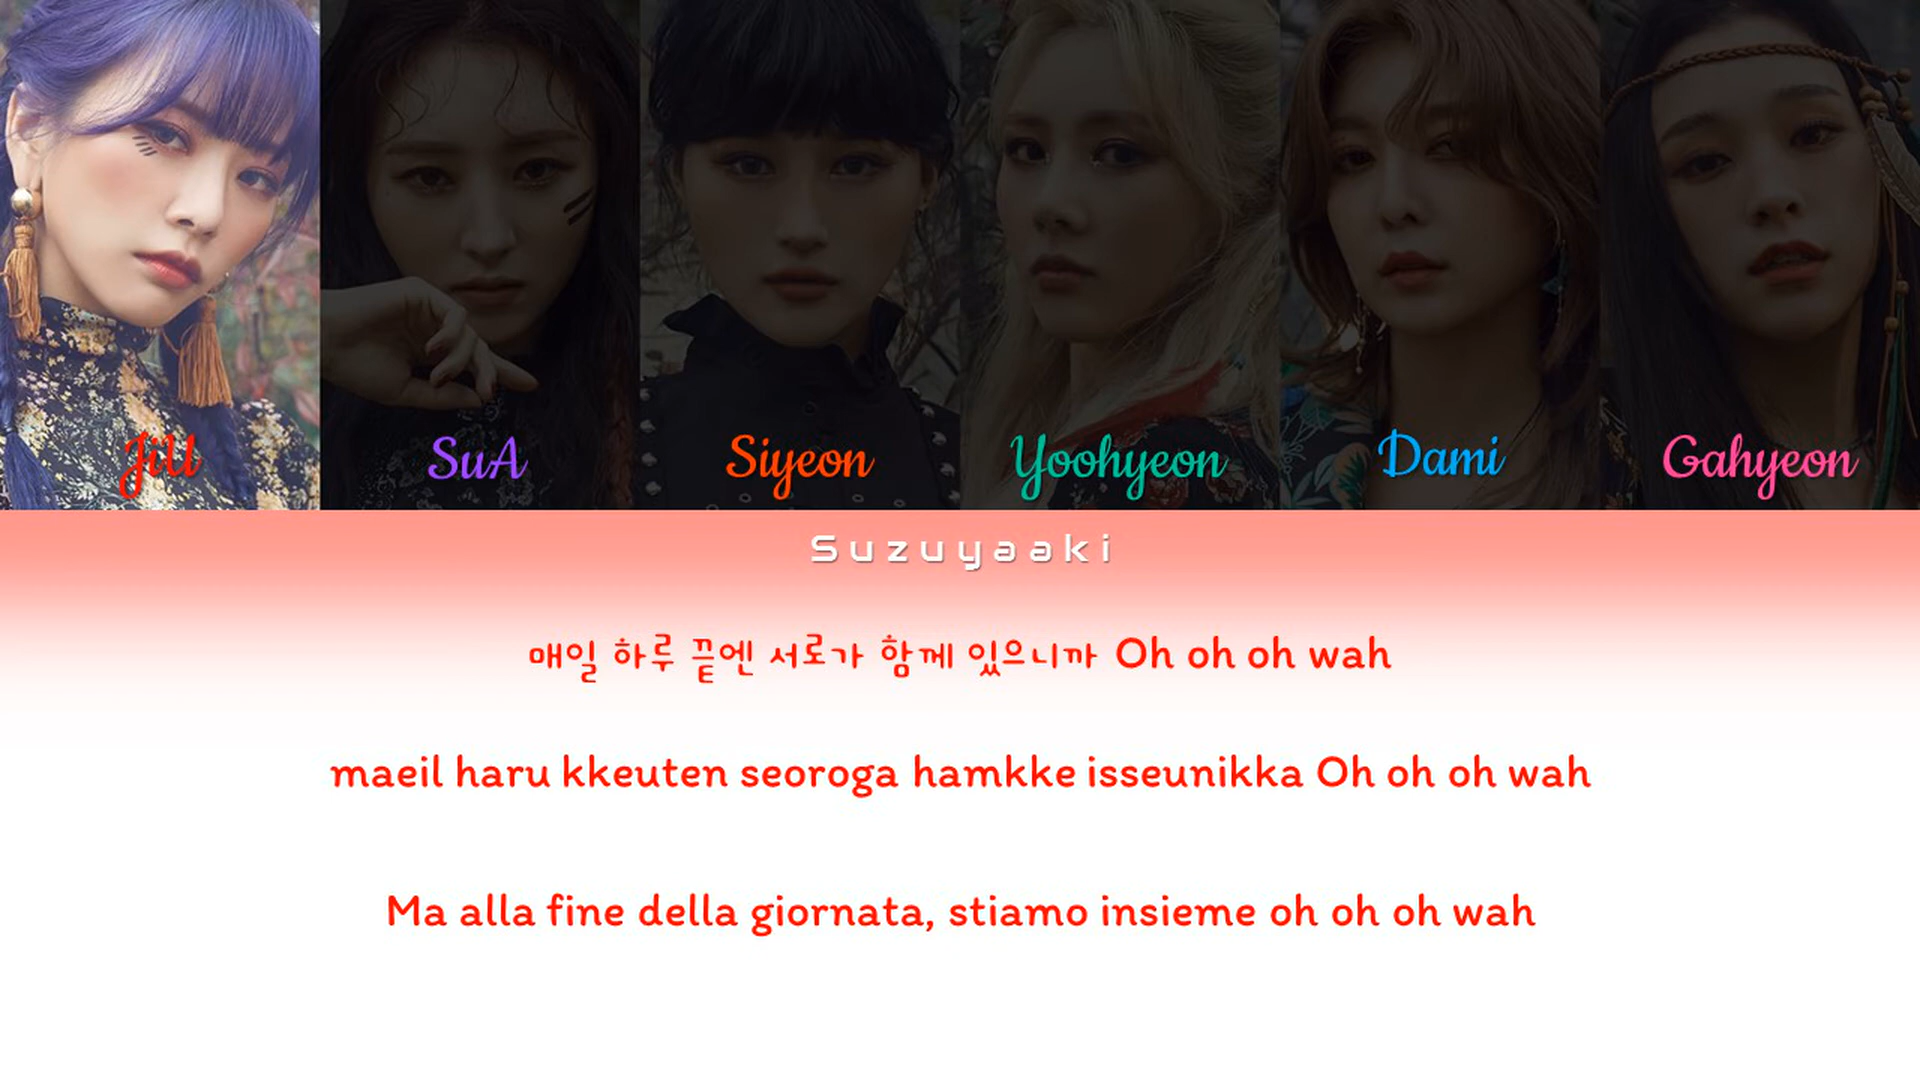 JiU SuA Siyeon Yoohyeon Dami Gahyeon
Suzuyaaki
매일 하루 끝엔 서로가 함께 있으니까 Oh oh oh wah
maeil haru kkeuten seoroga hamkke isseunikka Oh oh oh wah
Ma alla fine della giornata, stiamo insieme oh oh oh wah